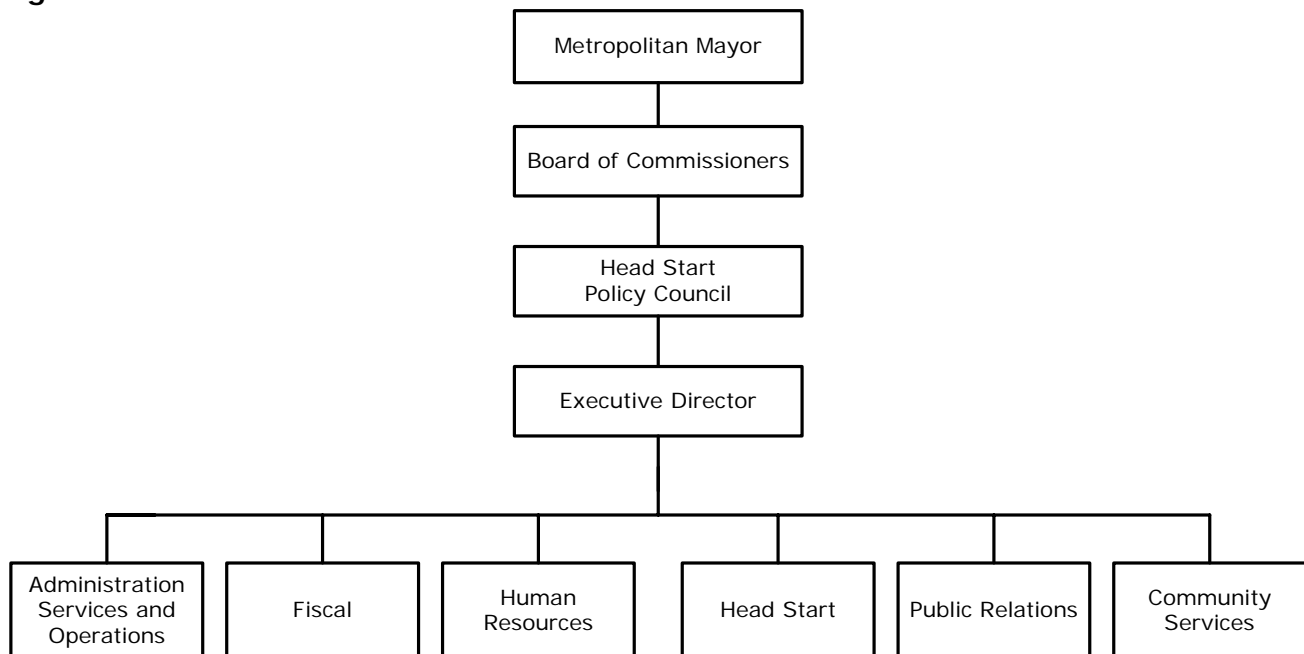 g
Metropolitan Mayor
Board of Commissioners
Head Start
Policy Council
Executive Director
Administration
Services and
Operations
Fiscal
Human
Resources
Head Start
Public Relations
Community
Services